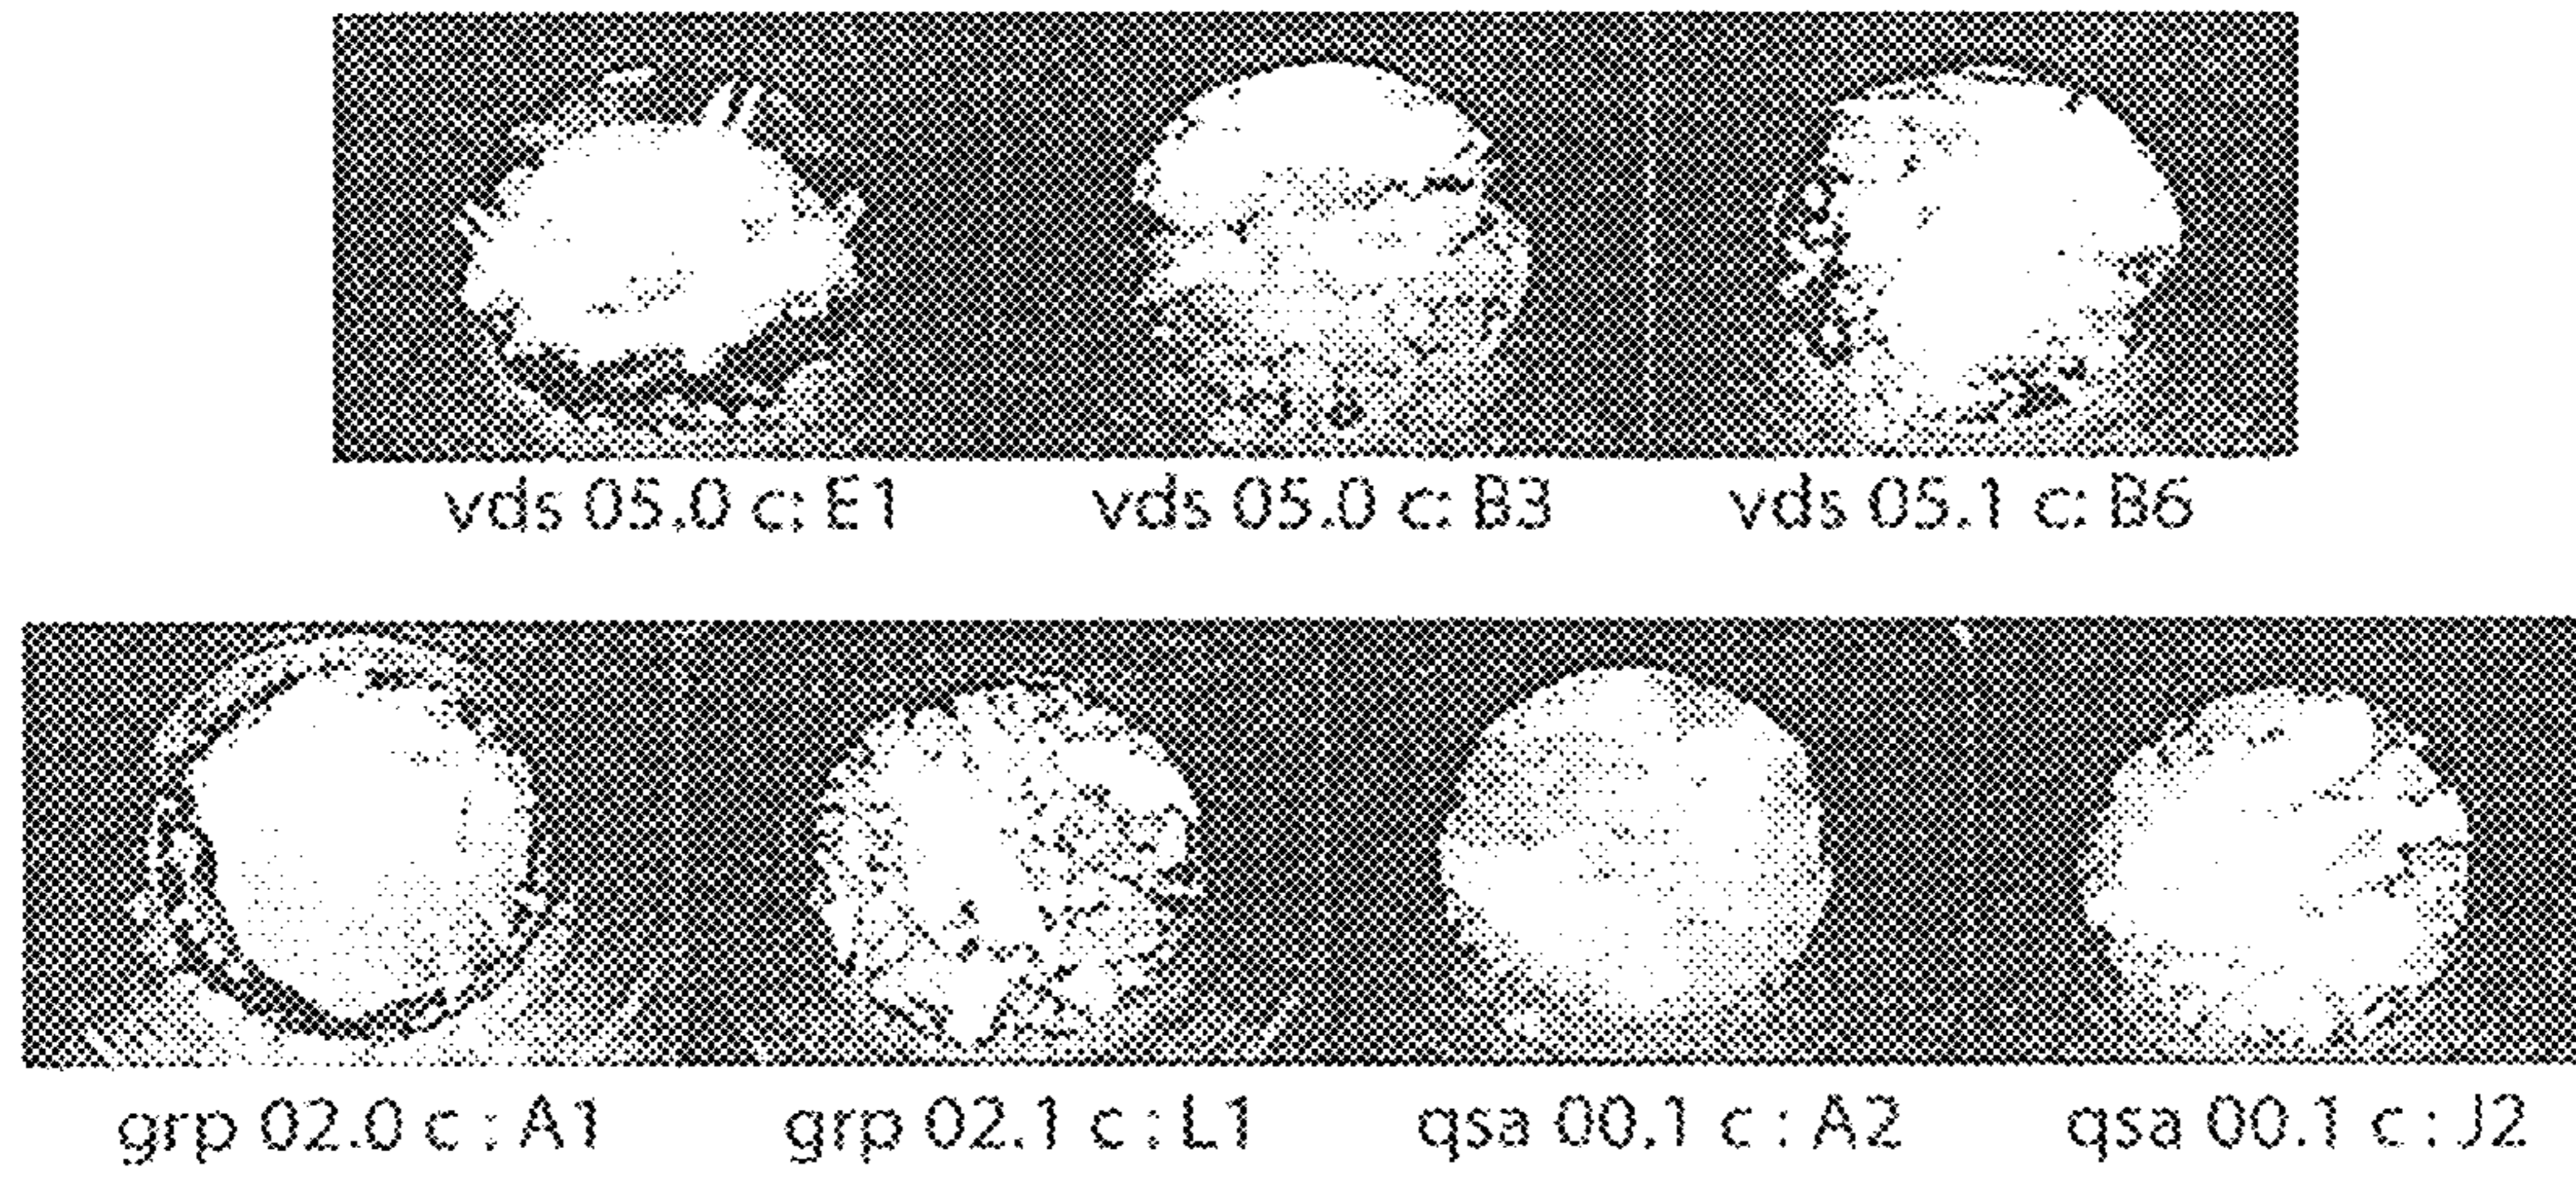 vds 05.0 c: E1 vds 05.0 c: B3 vds 05.1 c: B6
grp 02.0 c : A1 grp 02.1 c : L1 qsa 00.1 c : A2 qsa 00.1 c : J2